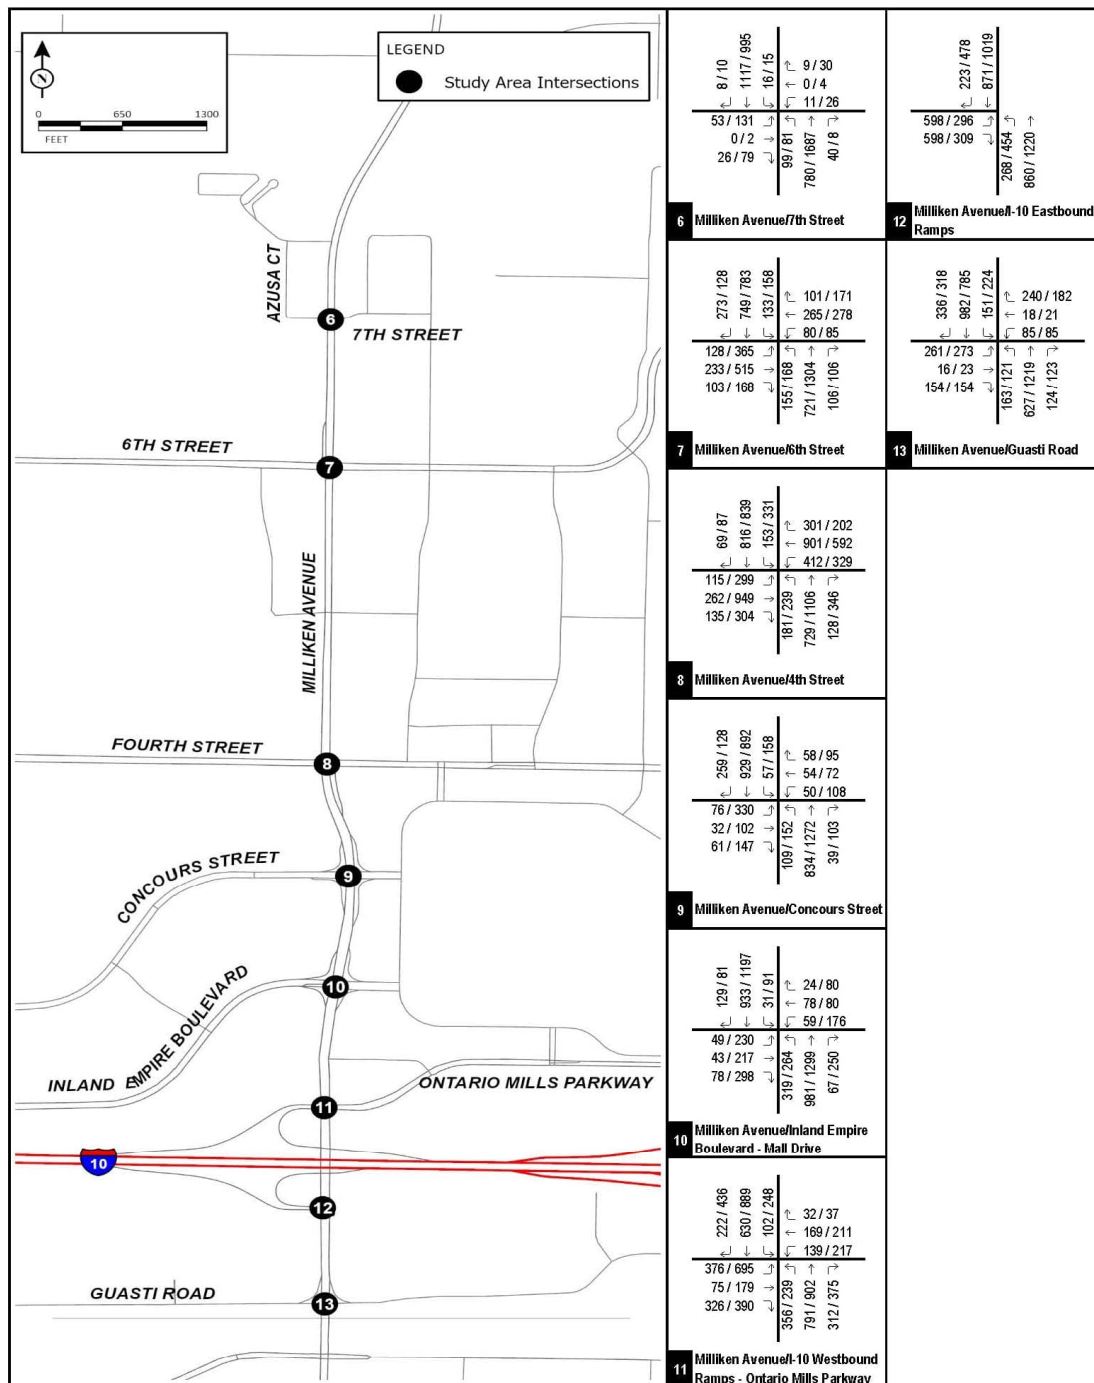 N
0 650 1300
FEET
LEGEND
Study Area Intersections
AZUSA CT
6
7TH STREET
6TH STREET
7
MILLIKEN AVENUE
FOURTH STREET
8
CONCOURS STREET
9
INLAND EMPIRE BOULEVARD
10
ONTARIO MILLS PARKWAY
11
10
12
GUASTI ROAD
13
8 / 10
1117 / 995
16 / 15
9 / 30
0 / 4
11 / 26
53 / 131
0 / 2
26 / 79
99 / 81
780 / 1687
40 / 8
6 Milliken Avenue/7th Street
273 / 128
749 / 783
133 / 158
101 / 171
265 / 278
80 / 85
128 / 365
233 / 515
103 / 168
155 / 168
721 / 1304
106 / 106
7 Milliken Avenue/6th Street
69 / 87
816 / 839
153 / 331
301 / 202
901 / 592
412 / 329
115 / 299
262 / 949
135 / 304
181 / 239
729 / 1106
128 / 346
8 Milliken Avenue/4th Street
259 / 128
929 / 892
57 / 158
58 / 95
54 / 72
50 / 108
76 / 330
32 / 102
61 / 147
109 / 152
834 / 1272
39 / 103
9 Milliken Avenue/Concours Street
129 / 81
933 / 1197
31 / 91
24 / 80
78 / 80
59 / 176
49 / 230
43 / 217
78 / 298
319 / 264
981 / 1299
67 / 250
10 Milliken Avenue/Inland Empire
Boulevard - Mall Drive
222 / 436
630 / 889
102 / 248
32 / 37
169 / 211
139 / 217
376 / 695
75 / 179
326 / 390
356 / 239
791 / 902
312 / 375
11 Milliken Avenue/I-10 Westbound
Ramps - Ontario Mills Parkway
223 / 478
871 / 1019
598 / 296
598 / 309
268 / 454
860 / 1220
12 Milliken Avenue/I-10 Eastbound
Ramps
336 / 318
982 / 785
151 / 224
240 / 182
18 / 21
85 / 85
261 / 273
16 / 23
154 / 154
163 / 121
627 / 1219
124 / 123
13 Milliken Avenue/Guasti Road